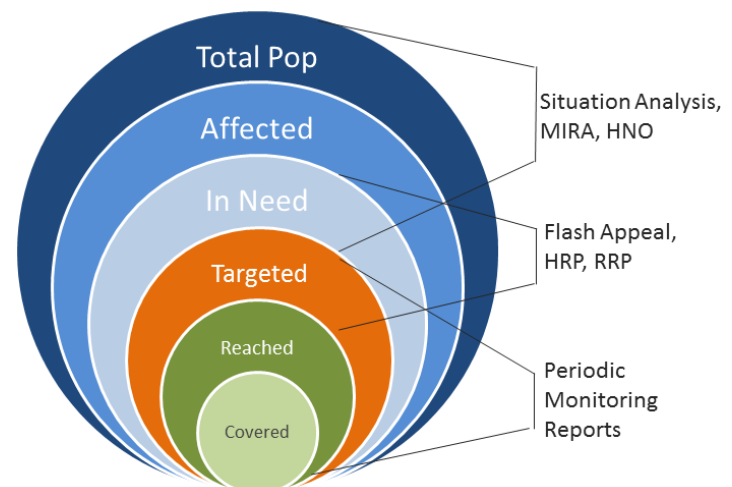 Total Pop
Affected
In Need
Targeted
Reached
Covered
Situation Analysis,
MIRA, HNO
Flash Appeal,
HRP, RRP
Periodic
Monitoring
Reports